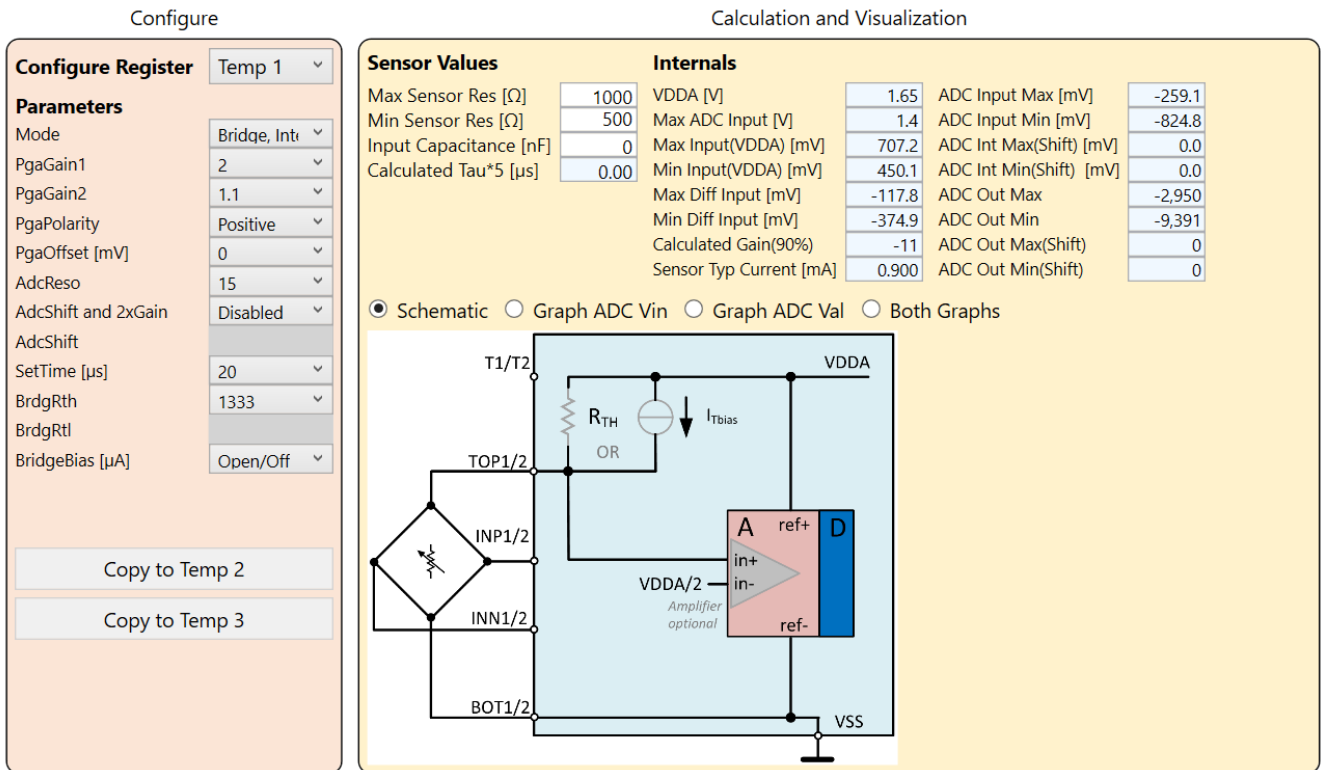 Configure
Calculation and Visualization
Configure Register Temp 1
Parameters
Mode Bridge, Inte
PgaGain1 2
PgaGain2 1.1
PgaPolarity Positive
PgaOffset [mV] 0
AdcReso 15
AdcShift and 2xGain Disabled
AdcShift
SetTime [µs] 20
BrdgRth 1333
BrdgRtl
BridgeBias [µA] Open/Off
Copy to Temp 2
Copy to Temp 3
Sensor Values
Max Sensor Res [Ω] 1000
Min Sensor Res [Ω] 500
Input Capacitance [nF] 0
Calculated Tau*5 [µs] 0.00
Internals
VDDA [V] 1.65
Max ADC Input [V] 1.4
Max Input(VDDA) [mV] 707.2
Min Input(VDDA) [mV] 450.1
Max Diff Input [mV] -117.8
Min Diff Input [mV] -374.9
Calculated Gain(90%) -11
Sensor Typ Current [mA] 0.900
ADC Input Max [mV] -259.1
ADC Input Min [mV] -824.8
ADC Int Max(Shift) [mV] 0.0
ADC Int Min(Shift) [mV] 0.0
ADC Out Max -2,950
ADC Out Min -9,391
ADC Out Max(Shift) 0
ADC Out Min(Shift) 0
Schematic Graph ADC Vin Graph ADC Val Both Graphs
T1/T2
VDDA
RTH
ITbias
OR
TOP1/2
INP1/2
A ref+ D
in+
VDDA/2 in-
Amplifier
optional
ref-
INN1/2
BOT1/2
VSS